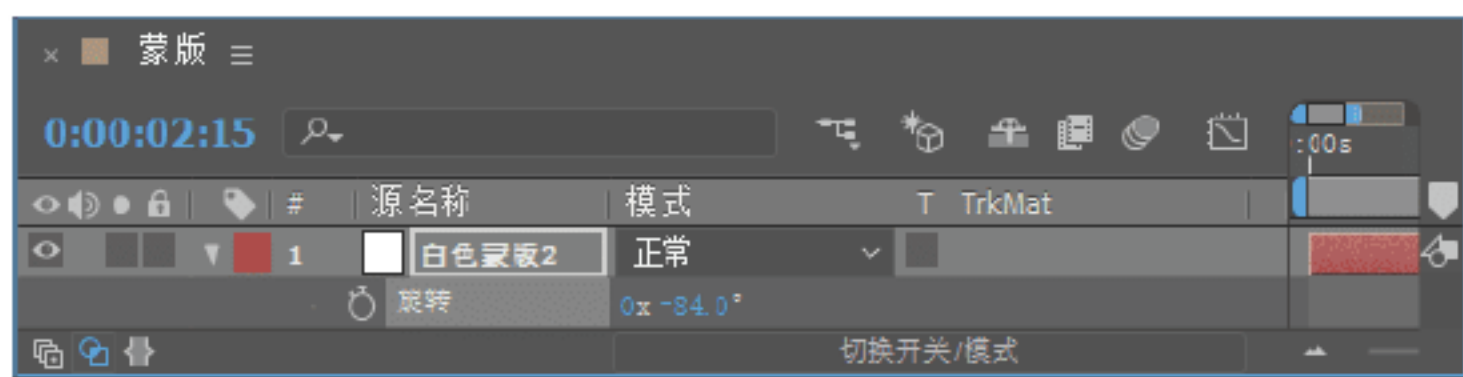 蒙版
0:00:02:15
:00s
# 源名称 模式 T TrkMat
1 白色蒙版2 正常
旋转 0x -84.0°
切换开关/模式